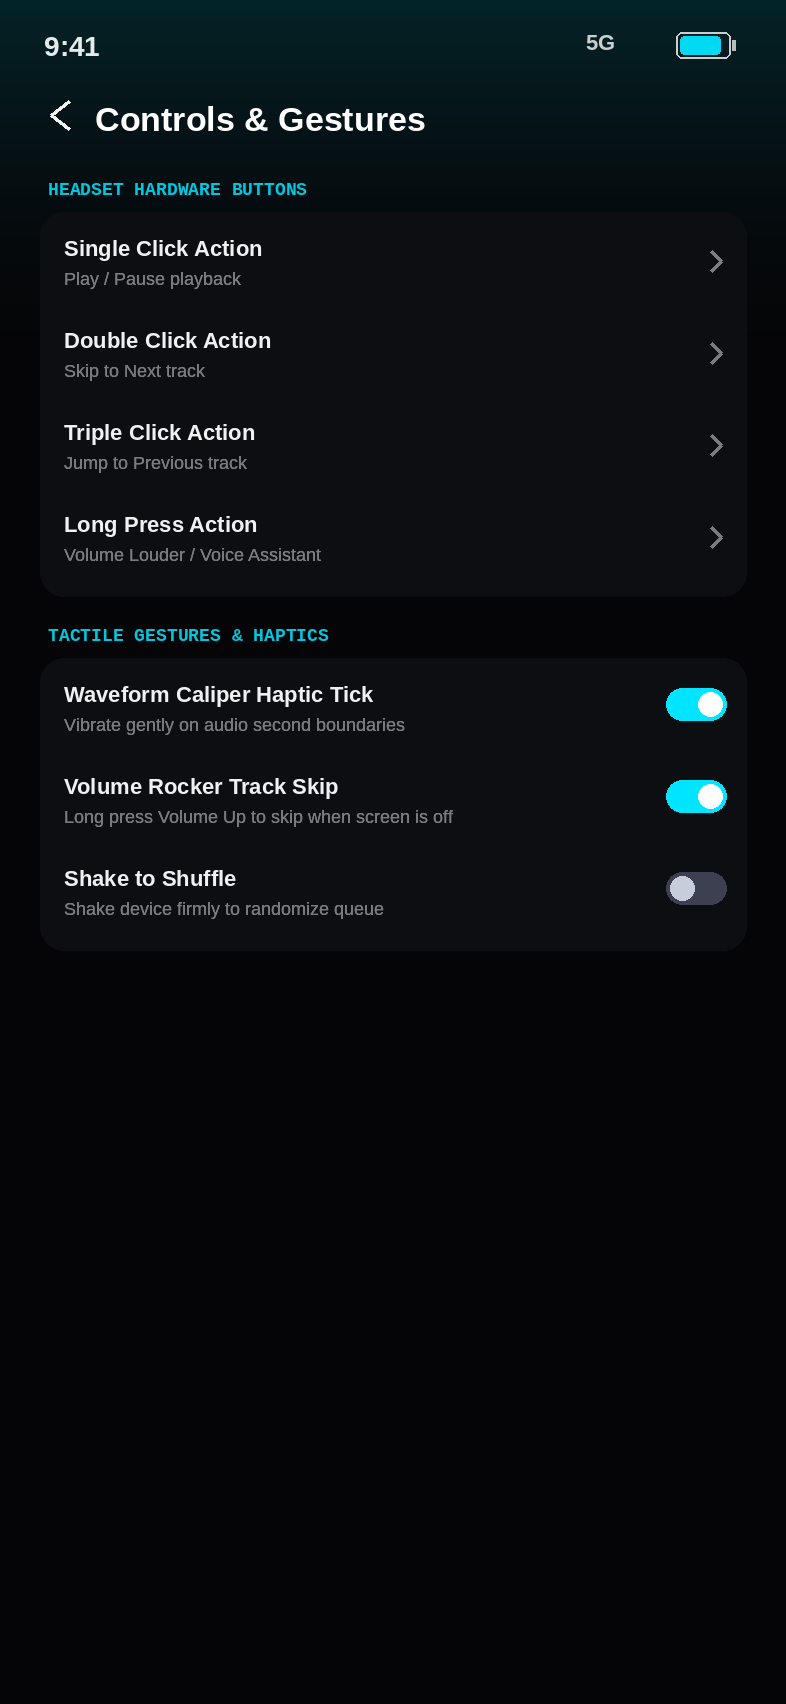 9:41
5G
Controls & Gestures
HEADSET HARDWARE BUTTONS
Single Click Action
Play / Pause playback
Double Click Action
Skip to Next track
Triple Click Action
Jump to Previous track
Long Press Action
Volume Louder / Voice Assistant
TACTILE GESTURES & HAPTICS
Waveform Caliper Haptic Tick
Vibrate gently on audio second boundaries
Volume Rocker Track Skip
Long press Volume Up to skip when screen is off
Shake to Shuffle
Shake device firmly to randomize queue